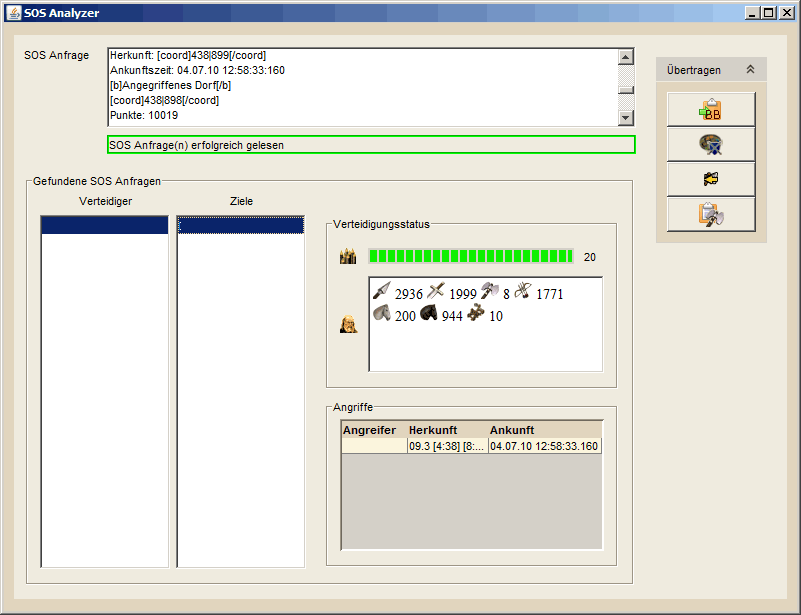 SOS Analyzer
SOS Anfrage
Herkunft: [coord]438|899[/coord]
Ankunftszeit: 04.07.10 12:58:33:160
[b]Angegriffenes Dorf[/b]
[coord]438|898[/coord]
Punkte: 10019
SOS Anfrage(n) erfolgreich gelesen
Übertragen
BB
Gefundene SOS Anfragen
Verteidiger
Ziele
Verteidigungsstatus
20
2936 1999 8 1771
200 944 10
Angriffe
Angreifer Herkunft Ankunft
09.3 [4:38] [8:... 04.07.10 12:58:33.160